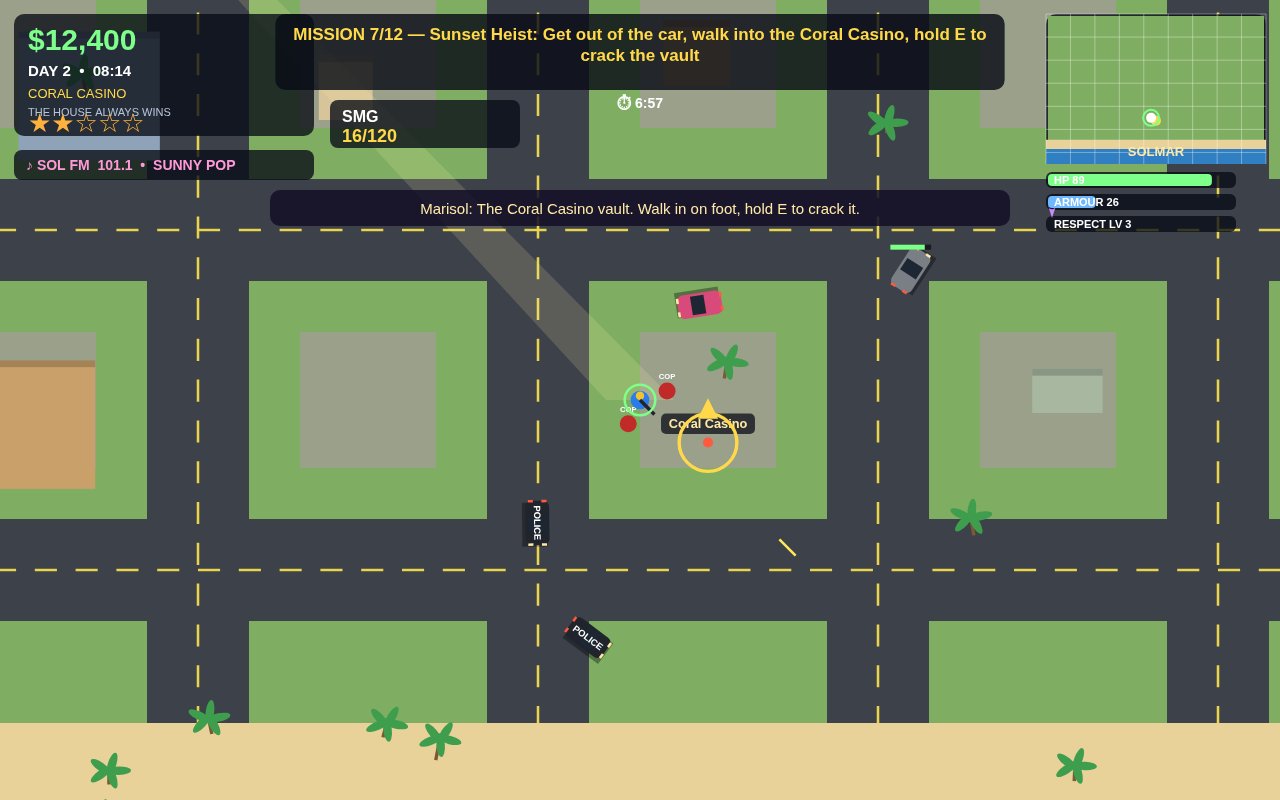 $12,400
DAY 2 • 08:14
CORAL CASINO
THE HOUSE ALWAYS WINS
★★☆☆☆
♪ SOL FM 101.1 • SUNNY POP
MISSION 7/12 — Sunset Heist: Get out of the car, walk into the Coral Casino, hold E to
crack the vault
SMG
16/120
⏱ 6:57
SOLMAR
HP 89
ARMOUR 26
RESPECT LV 3
Marisol: The Coral Casino vault. Walk in on foot, hold E to crack it.
COP
COP
Coral Casino
POLICE
POLICE